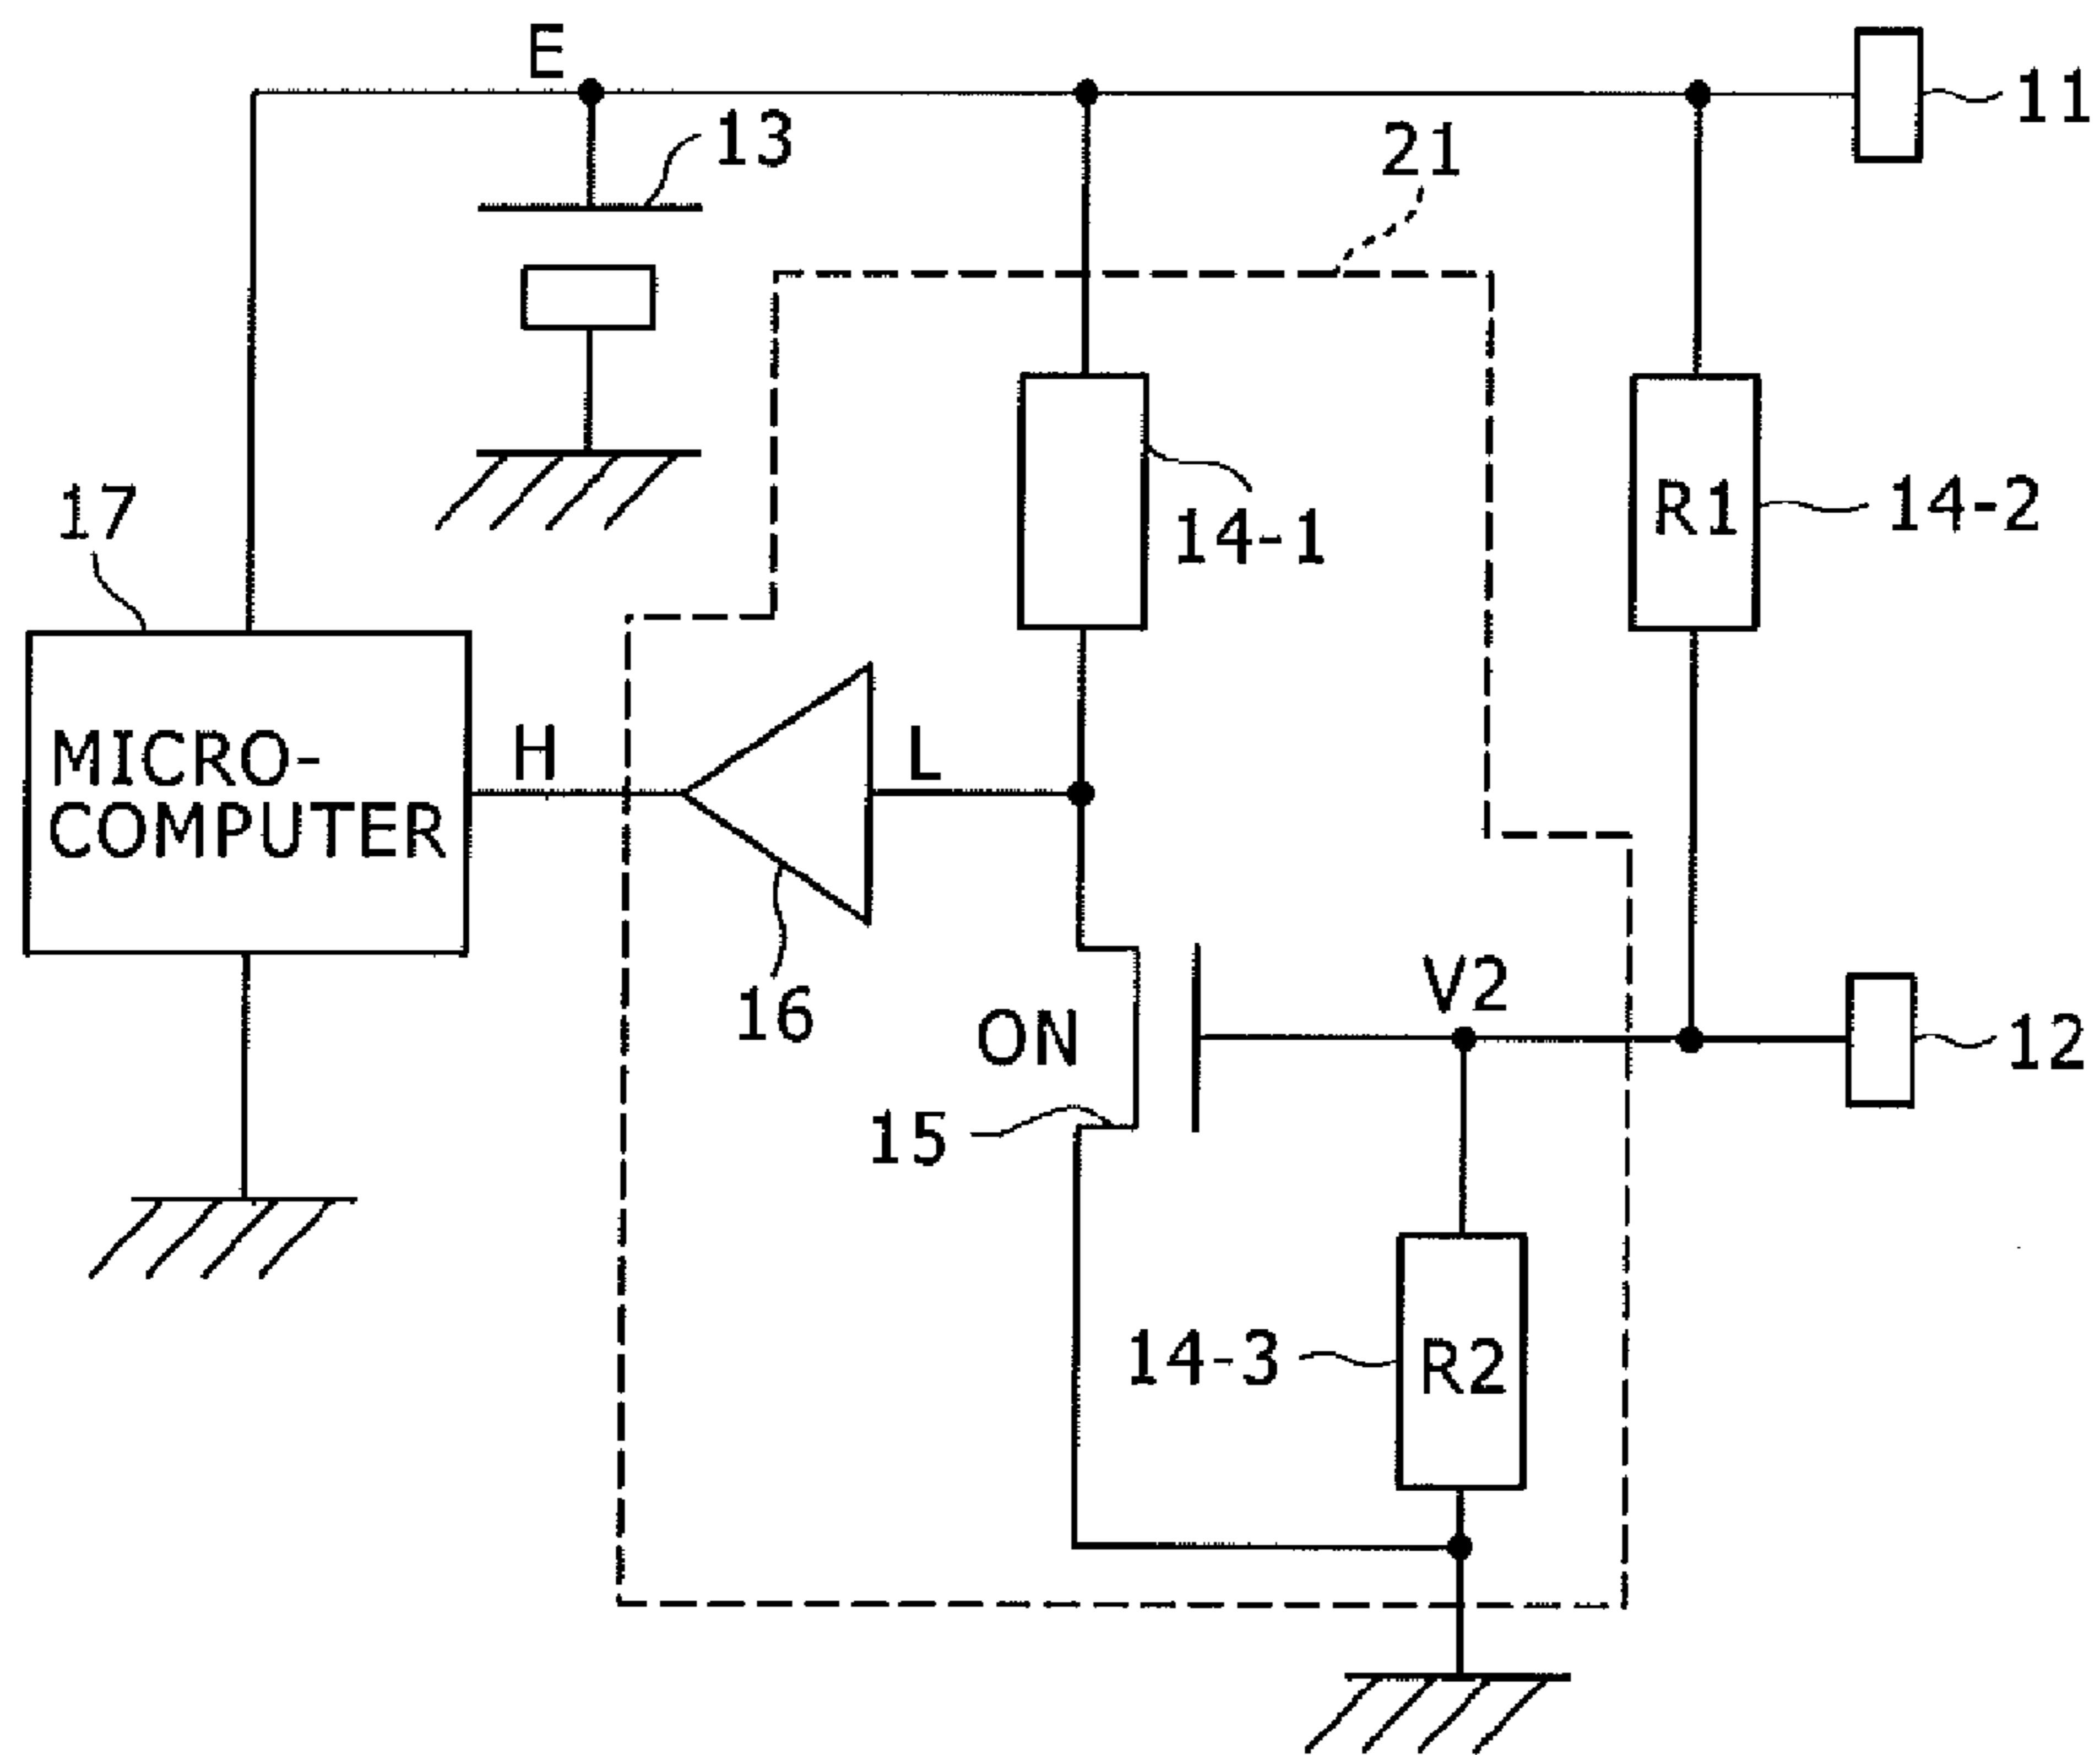 E
11
13
21
14-1
R1
14-2
17
MICRO-
COMPUTER
H
L
16
ON
V2
12
15
14-3
R2